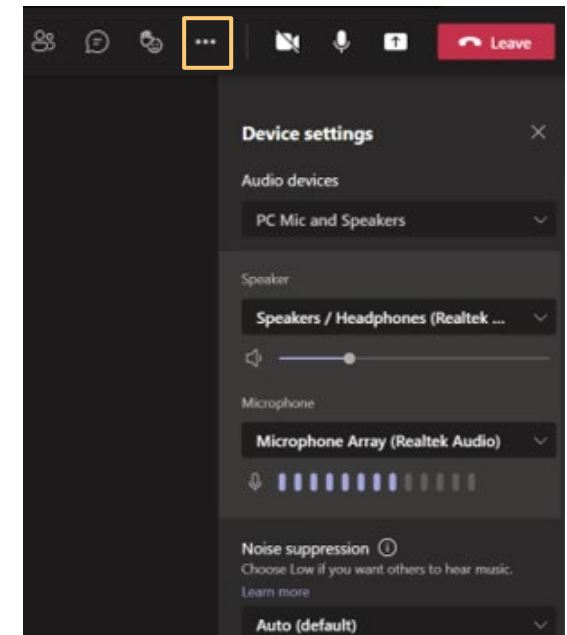 Leave
Device settings
Audio devices
PC Mic and Speakers
Speaker
Speakers / Headphones (Realtek ...
Microphone
Microphone Array (Realtek Audio)
Noise suppression
Choose Low if you want others to hear music.
Learn more
Auto (default)